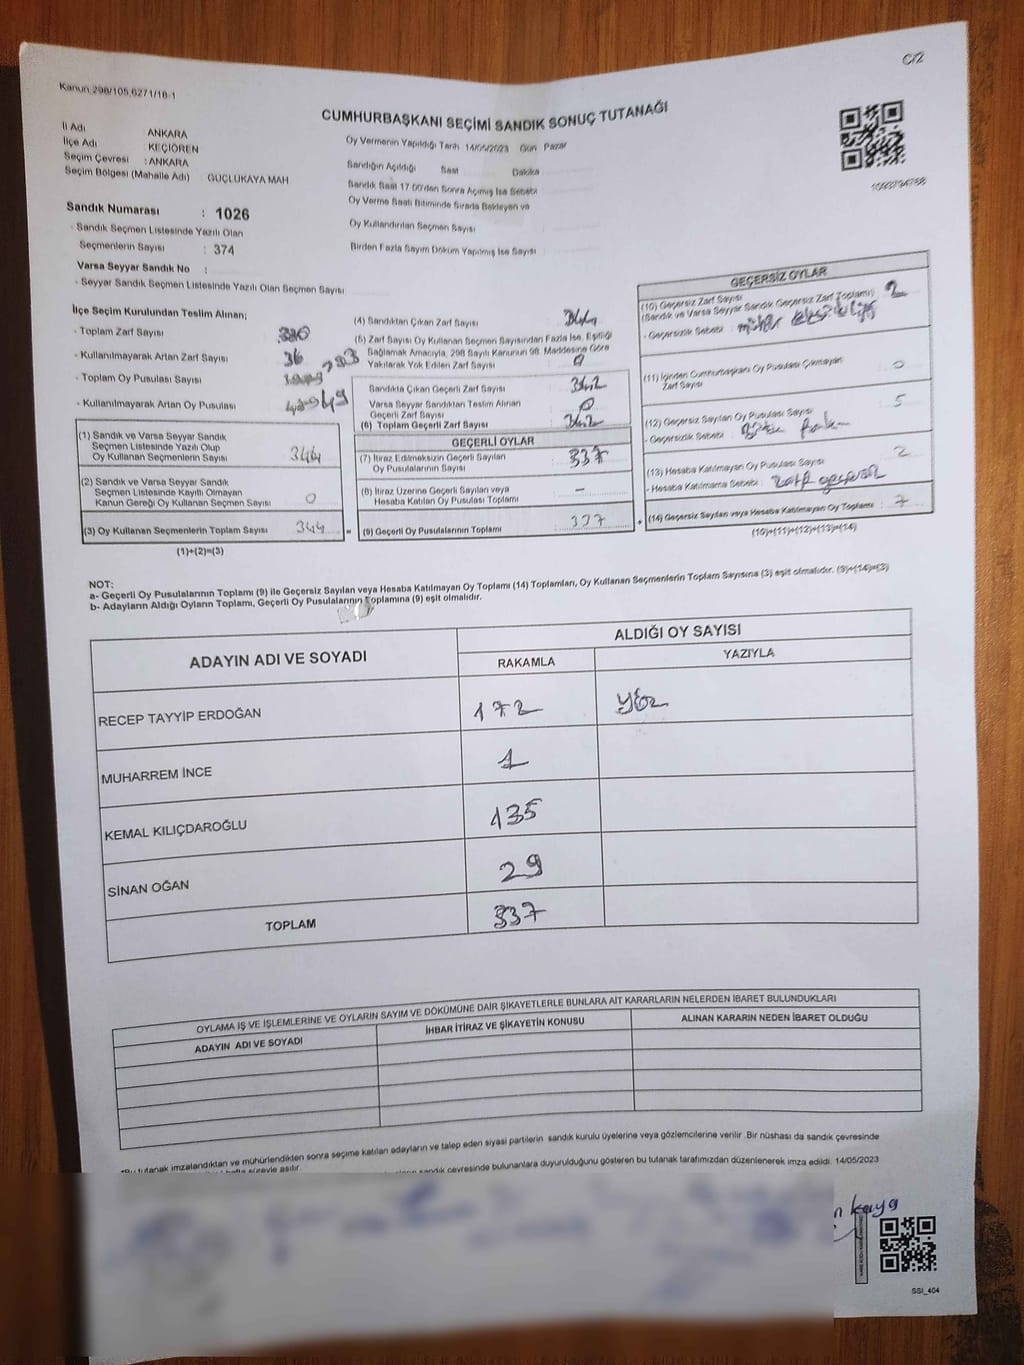 C/2
Kanun 298/105,6271/18-1
CUMHURBAŞKANI SEÇİMİ SANDIK SONUÇ TUTANAĞI
İl Adı ANKARA
İlçe Adı KEÇİÖREN
Seçim Çevresi : ANKARA
Seçim Bölgesi (Mahalle Adı) GÜÇLÜKAYA MAH
Sandık Numarası : 1026
- Sandık Seçmen Listesinde Yazılı Olan
Seçmenlerin Sayısı : 374
Varsa Seyyar Sandık No :
- Seyyar Sandık Seçmen Listesinde Yazılı Olan Seçmen Sayısı
Oy Vermenin Yapıldığı Tarih 14/05/2023 Gün Pazar
Sandığın Açıldığı Saat Dakika
Sandık Saat 17.00'den Sonra Açılmış İse Sebebi
Oy Verme Saati Bitiminde Sırada Bekleyen ve
Oy Kullandırılan Seçmen Sayısı
Birden Fazla Sayım Döküm Yapılmış İse Sayısı
İlçe Seçim Kurulundan Teslim Alınan;
- Toplam Zarf Sayısı 380
- Kullanılmayarak Artan Zarf Sayısı 36
- Toplam Oy Pusulası Sayısı
- Kullanılmayarak Artan Oy Pusulası 49
(1) Sandık ve Varsa Seyyar Sandık
Seçmen Listesinde Yazılı Olup
Oy Kullanan Seçmenlerin Sayısı 344
(2) Sandık ve Varsa Seyyar Sandık
Seçmen Listesinde Kayıtlı Olmayan
Kanun Gereği Oy Kullanan Seçmen Sayısı 0
(3) Oy Kullanan Seçmenlerin Toplam Sayısı 344 =
(1)+(2)=(3)
(4) Sandıktan Çıkan Zarf Sayısı 344
(5) Zarf Sayısı Oy Kullanan Seçmen Sayısından Fazla İse, Eşitliği
Sağlamak Amacıyla, 298 Sayılı Kanunun 98. Maddesine Göre
Yakılarak Yok Edilen Zarf Sayısı 0
Sandıkta Çıkan Geçerli Zarf Sayısı 342
Varsa Seyyar Sandıktan Teslim Alınan
Geçerli Zarf Sayısı 0
(6) Toplam Geçerli Zarf Sayısı 342
GEÇERLİ OYLAR
(7) İtiraz Edilmeksizin Geçerli Sayılan
Oy Pusulalarının Sayısı 337
(8) İtiraz Üzerine Geçerli Sayılan veya
Hesaba Katılan Oy Pusulası Toplamı -
(9) Geçerli Oy Pusulalarının Toplamı 337 +
GEÇERSİZ OYLAR
(10) Geçersiz Zarf Sayısı
(Sandık ve Varsa Seyyar Sandık Geçersiz Zarf Toplamı) 2
- Geçersizlik Sebebi : mühür eksikliği
(11) İçinden Cumhurbaşkanı Oy Pusulası Çıkmayan
Zarf Sayısı 0
(12) Geçersiz Sayılan Oy Pusulası Sayısı 5
- Geçersizlik Sebebi :
(13) Hesaba Katılmayan Oy Pusulası Sayısı 2
- Hesaba Katılmama Sebebi : zarf geçersiz
(14) Geçersiz Sayılan veya Hesaba Katılmayan Oy Toplamı : 7
(10)+(11)+(12)+(13)=(14)
NOT:
a- Geçerli Oy Pusulalarının Toplamı (9) ile Geçersiz Sayılan veya Hesaba Katılmayan Oy Toplamı (14) Toplamları, Oy Kullanan Seçmenlerin Toplam Sayısına (3) eşit olmalıdır. (9)+(14)=(3)
b- Adayların Aldığı Oyların Toplamı, Geçerli Oy Pusulalarının Toplamına (9) eşit olmalıdır.
ADAYIN ADI VE SOYADI ALDIĞI OY SAYISI
RAKAMLA YAZIYLA
RECEP TAYYİP ERDOĞAN 172 yüz
MUHARREM İNCE 1
KEMAL KILIÇDAROĞLU 135
SİNAN OĞAN 29
TOPLAM 337
OYLAMA İŞ VE İŞLEMLERİNE VE OYLARIN SAYIM VE DÖKÜMÜNE DAİR ŞİKAYETLERLE BUNLARA AİT KARARLARIN NELERDEN İBARET BULUNDUKLARI
ADAYIN ADI VE SOYADI İHBAR İTİRAZ VE ŞİKAYETİN KONUSU ALINAN KARARIN NEDEN İBARET OLDUĞU
*Bu tutanak imzalandıktan ve mühürlendikten sonra seçime katılan adayların ve talep eden siyasi partilerin sandık kurulu üyelerine veya gözlemcilerine verilir. Bir nüshası da sandık çevresinde
hafta süreyle asılır.
sandık çevresinde bulunanlara duyurulduğunu gösteren bu tutanak tarafımızdan düzenlenerek imza edildi. 14/05/2023
kaya
SSI_404